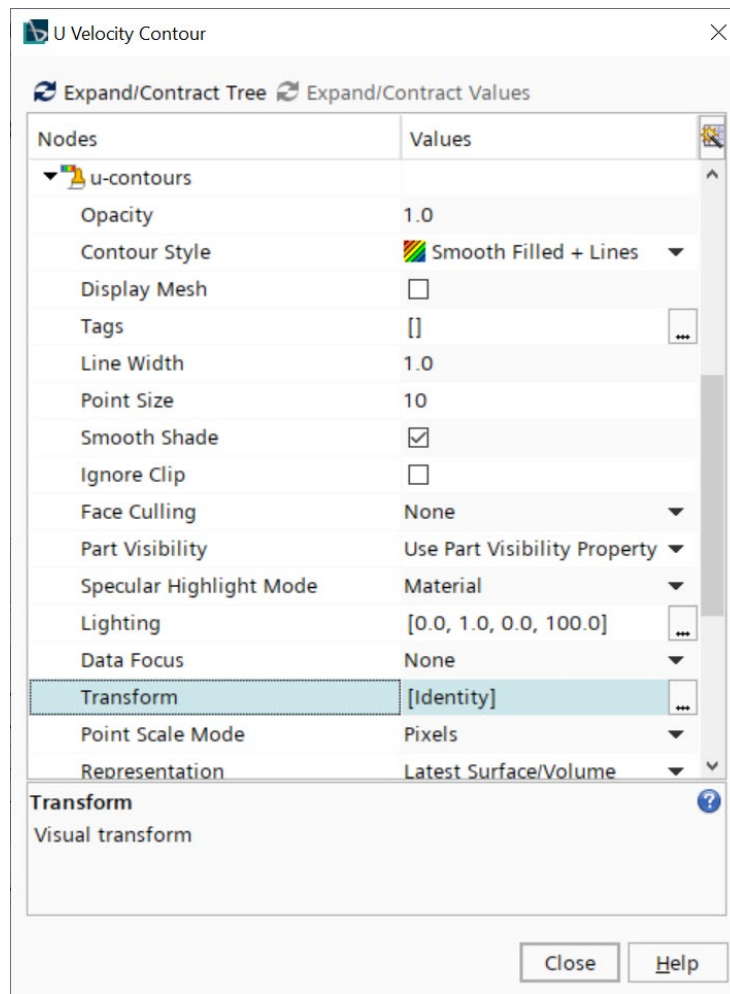 U Velocity Contour
Expand/Contract Tree Expand/Contract Values
Nodes Values
u-contours
Opacity 1.0
Contour Style Smooth Filled + Lines
Display Mesh
Tags []
Line Width 1.0
Point Size 10
Smooth Shade
Ignore Clip
Face Culling None
Part Visibility Use Part Visibility Property
Specular Highlight Mode Material
Lighting [0.0, 1.0, 0.0, 100.0]
Data Focus None
Transform [Identity]
Point Scale Mode Pixels
Representation Latest Surface/Volume
Transform
Visual transform
Close Help